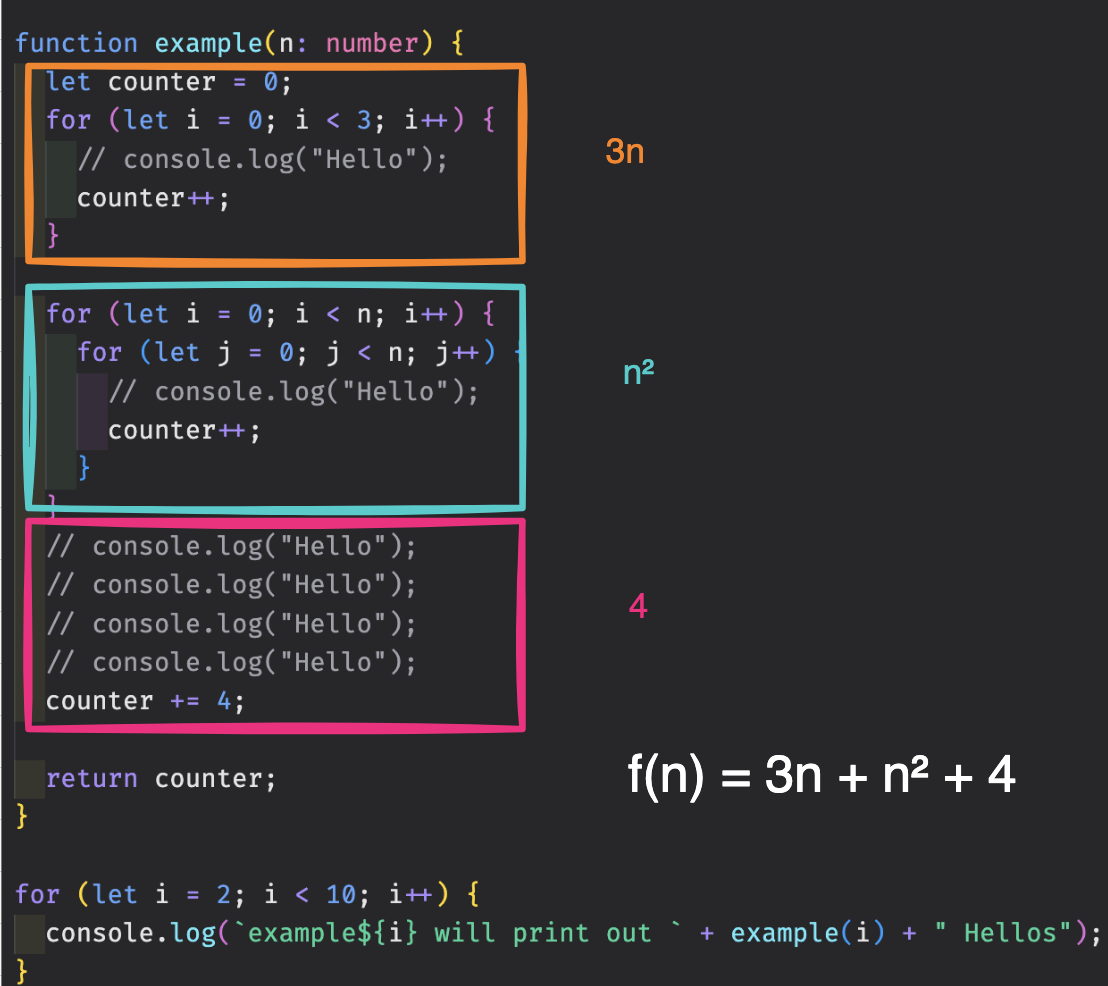 function example(n: number) {
let counter = 0;
for (let i = 0; i < 3; i++) {
// console.log("Hello");
counter++;
}
3n
for (let i = 0; i < n; i++) {
for (let j = 0; j < n; j++) {
// console.log("Hello");
counter++;
}
}
n²
// console.log("Hello");
// console.log("Hello");
// console.log("Hello");
// console.log("Hello");
counter += 4;
4
return counter;
}
f(n) = 3n + n² + 4
for (let i = 2; i < 10; i++) {
console.log(`example${i} will print out ` + example(i) + " Hellos");
}